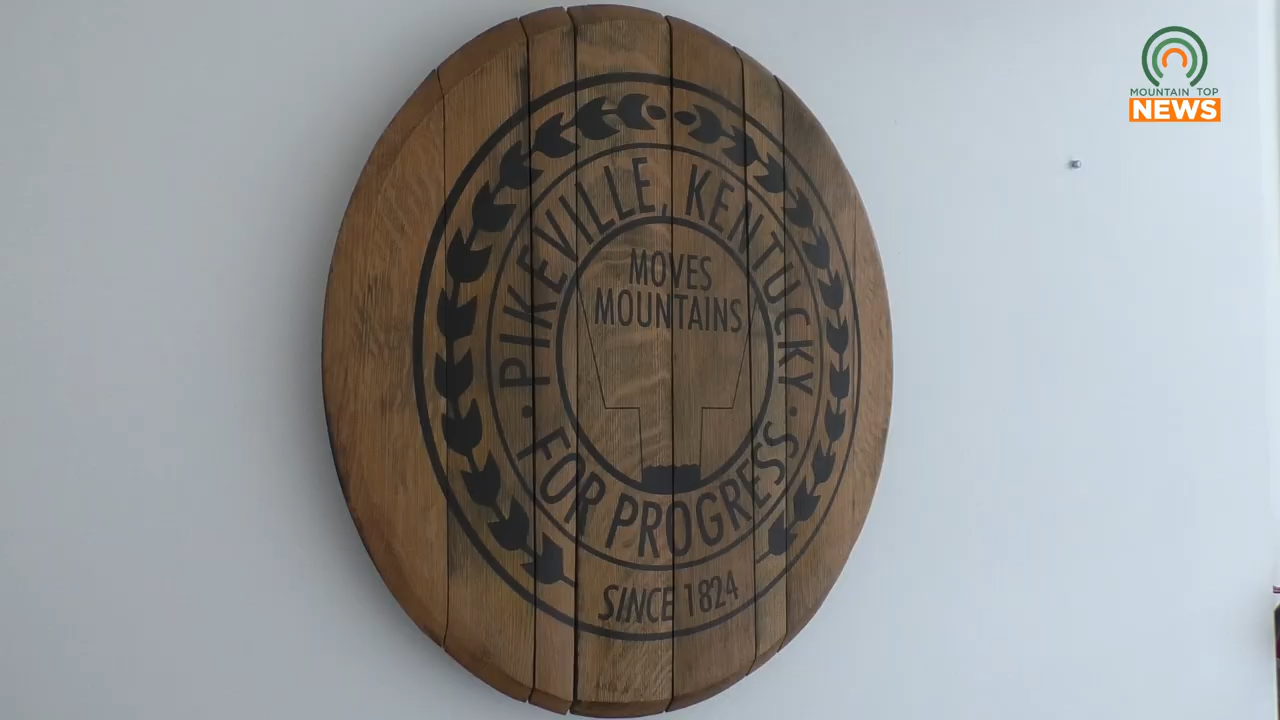 MOUNTAIN TOP
NEWS
· PIKEVILLE, KENTUCKY ·
MOVES
MOUNTAINS
FOR PROGRESS
SINCE 1824